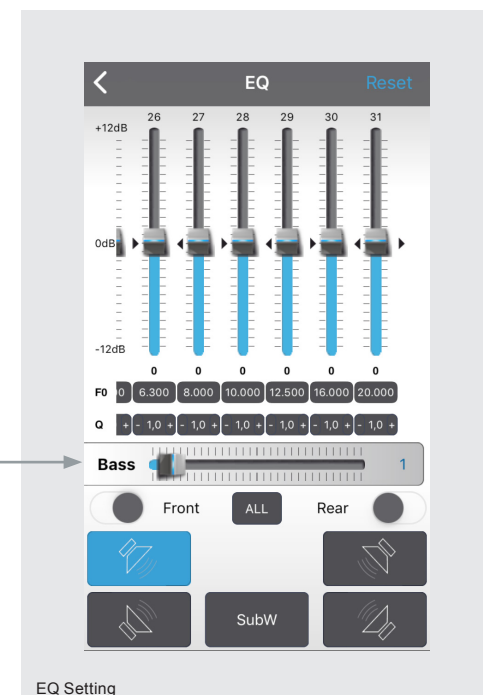 EQ Reset
26 27 28 29 30 31
+12dB
0dB
-12dB
0 0 0 0 0 0
F0 0 6.300 8.000 10.000 12.500 16.000 20.000
Q + - 1,0 + - 1,0 + - 1,0 + - 1,0 + - 1,0 + - 1,0 +
Bass 1
Front ALL Rear
SubW
EQ Setting